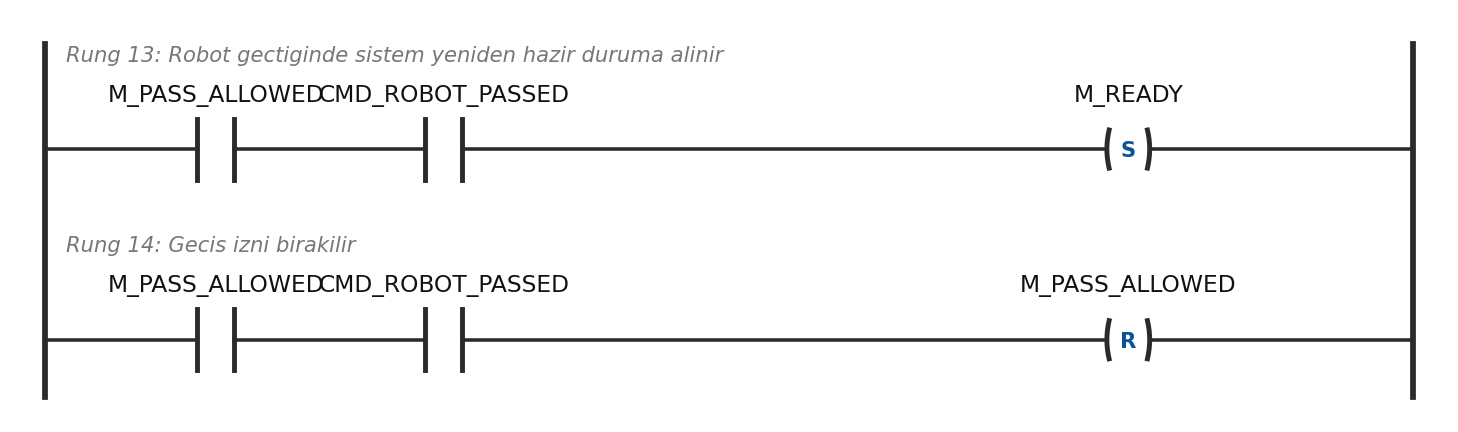 Rung 13: Robot gectiginde sistem yeniden hazir duruma alinir
M_PASS_ALLOWED CMD_ROBOT_PASSED M_READY
S
Rung 14: Gecis izni birakilir
M_PASS_ALLOWED CMD_ROBOT_PASSED M_PASS_ALLOWED
R